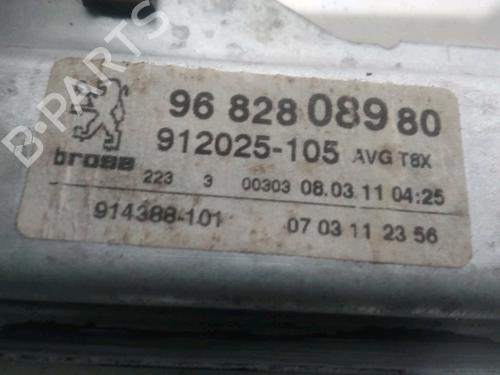 96 828 089 80
brose
912025-105 AVG T8X
223 3 00303 08.03.11 04:25
914388-101 07 03 11 23 56
B-PARTS